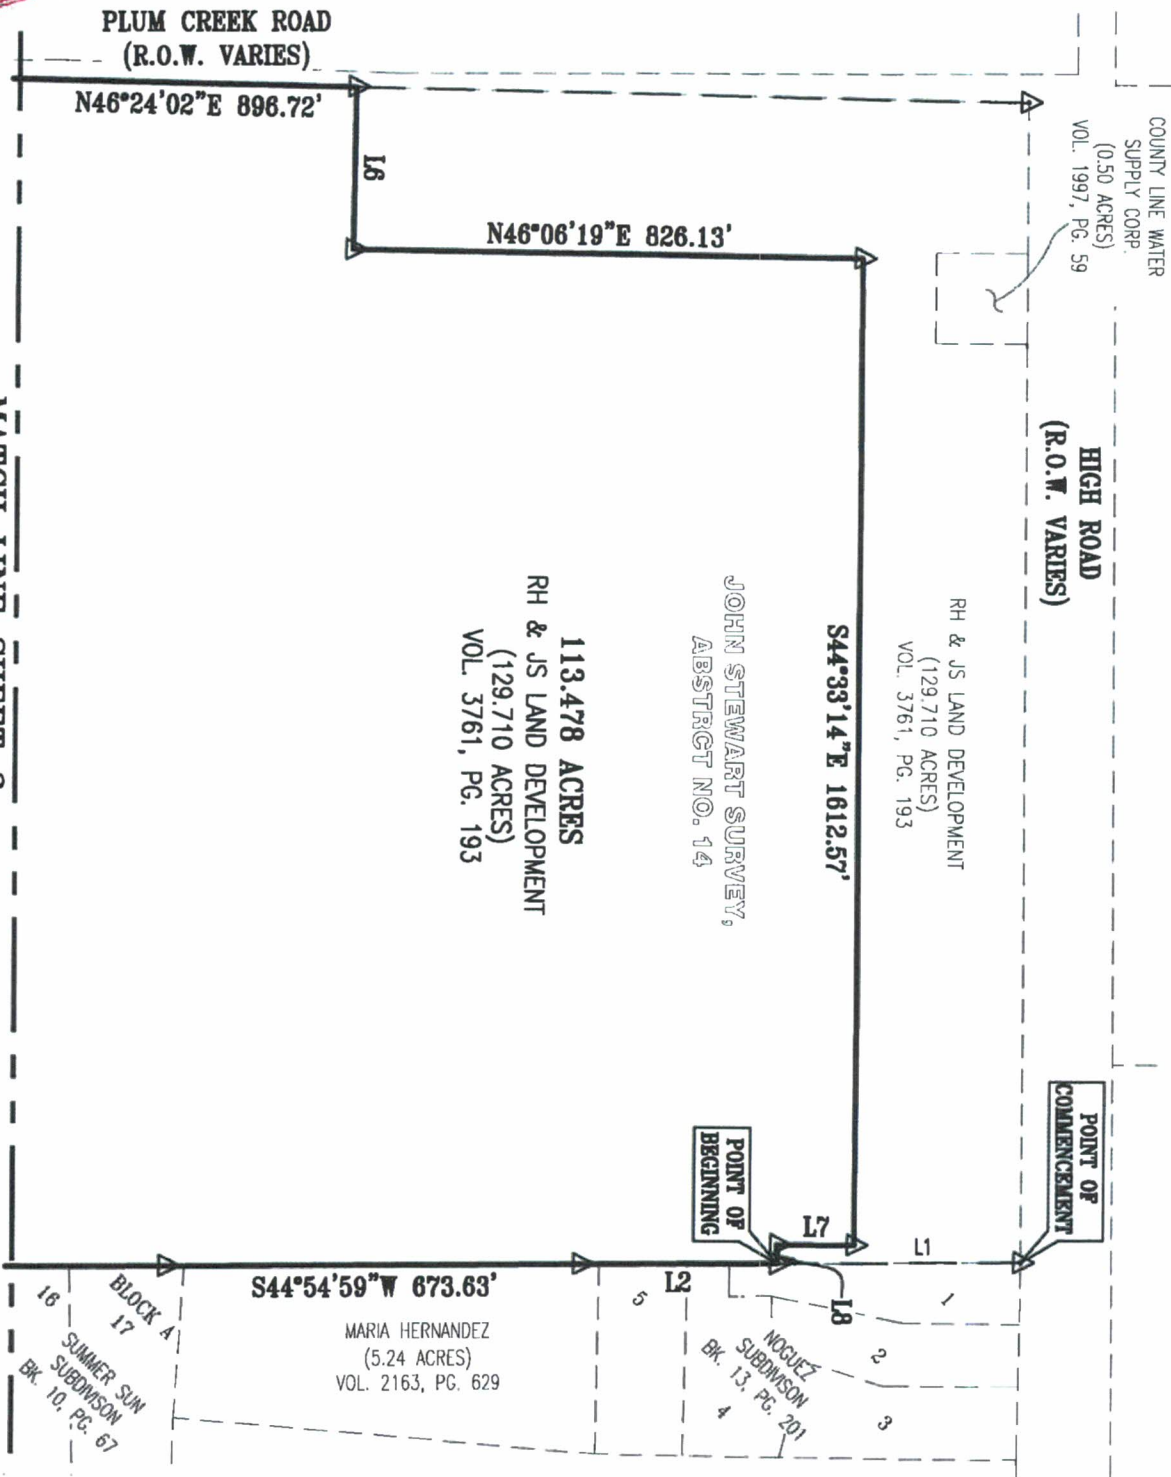 PLUM CREEK ROAD
(R.O.W. VARIES)
N46°24'02"E 896.72'
L6
N46°06'19"E 826.13'
COUNTY LINE WATER
SUPPLY CORP.
(0.50 ACRES)
VOL. 1997, PG. 59
HIGH ROAD
(R.O.W. VARIES)
RH & JS LAND DEVELOPMENT
(129.710 ACRES)
VOL. 3761, PG. 193
S44°33'14"E 1612.57'
JOHN STEWART SURVEY,
ABSTRCT NO. 14
113.478 ACRES
RH & JS LAND DEVELOPMENT
(129.710 ACRES)
VOL. 3761, PG. 193
POINT OF
COMMENCEMENT
POINT OF
BEGINNING
L7
L1
L8
L2
S44°54'59"W 673.63'
MARIA HERNANDEZ
(5.24 ACRES)
VOL. 2163, PG. 629
1
2
3
4
5
NOGUEZ
SUBDIVISON
BK. 13, PG. 201
BLOCK A
17
16
SUMMER SUN
SUBDIVISON
BK. 10, PG. 67
MATCH LINE SHEET